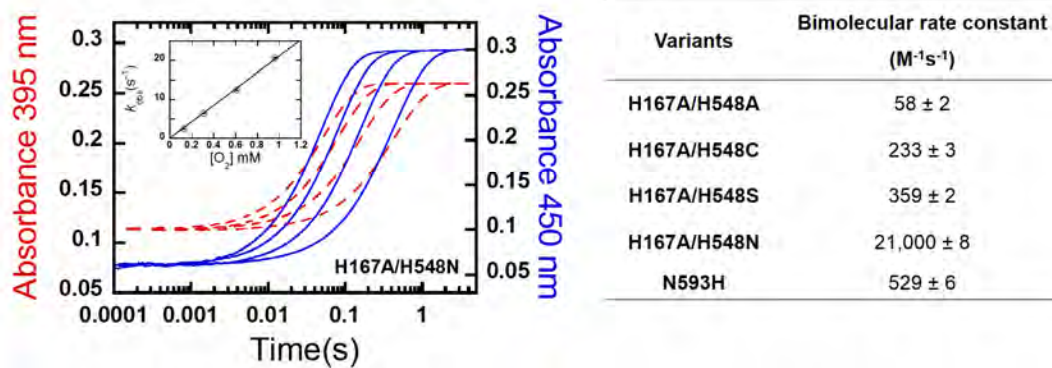 Absorbance 395 nm
0.3
0.25
0.2
0.15
0.1
0.05
k(obs)(s⁻¹)
20
10
0
0 0.2 0.4 0.6 0.8 1 1.2
[O₂] mM
H167A/H548N
0.3
0.25
0.2
0.15
0.1
0.05
Absorbance 450 nm
0.0001 0.001 0.01 0.1 1
Time(s)
Variants Bimolecular rate constant
(M⁻¹s⁻¹)
H167A/H548A 58 ± 2
H167A/H548C 233 ± 3
H167A/H548S 359 ± 2
H167A/H548N 21,000 ± 8
N593H 529 ± 6